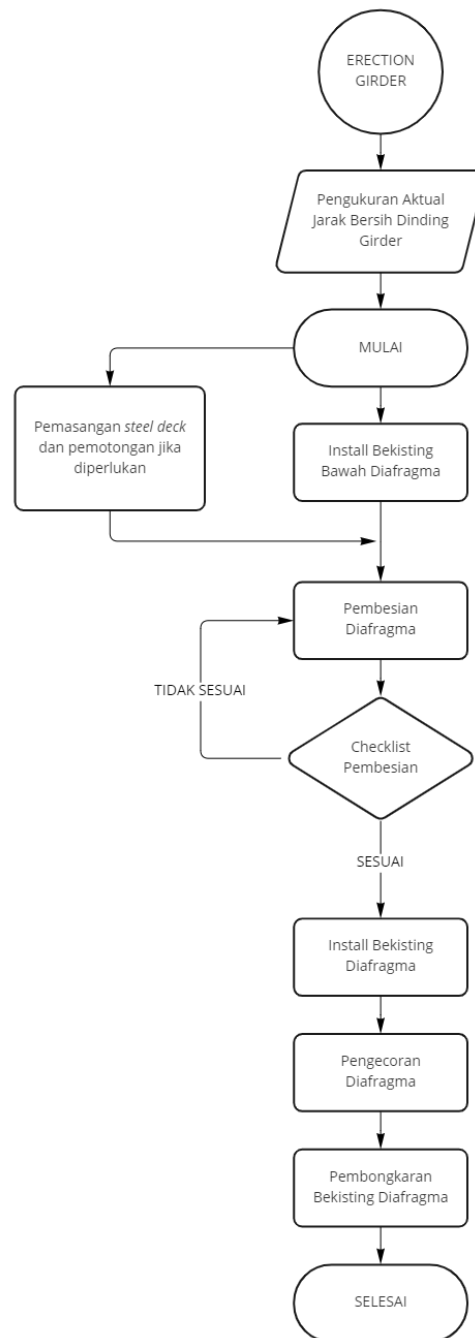 ERECTION
GIRDER
Pengukuran Aktual
Jarak Bersih Dinding
Girder
MULAI
Pemasangan steel deck
dan pemotongan jika
diperlukan
Install Bekisting
Bawah Diafragma
Pembesian
Diafragma
TIDAK SESUAI
Checklist
Pembesian
SESUAI
Install Bekisting
Diafragma
Pengecoran
Diafragma
Pembongkaran
Bekisting Diafragma
SELESAI